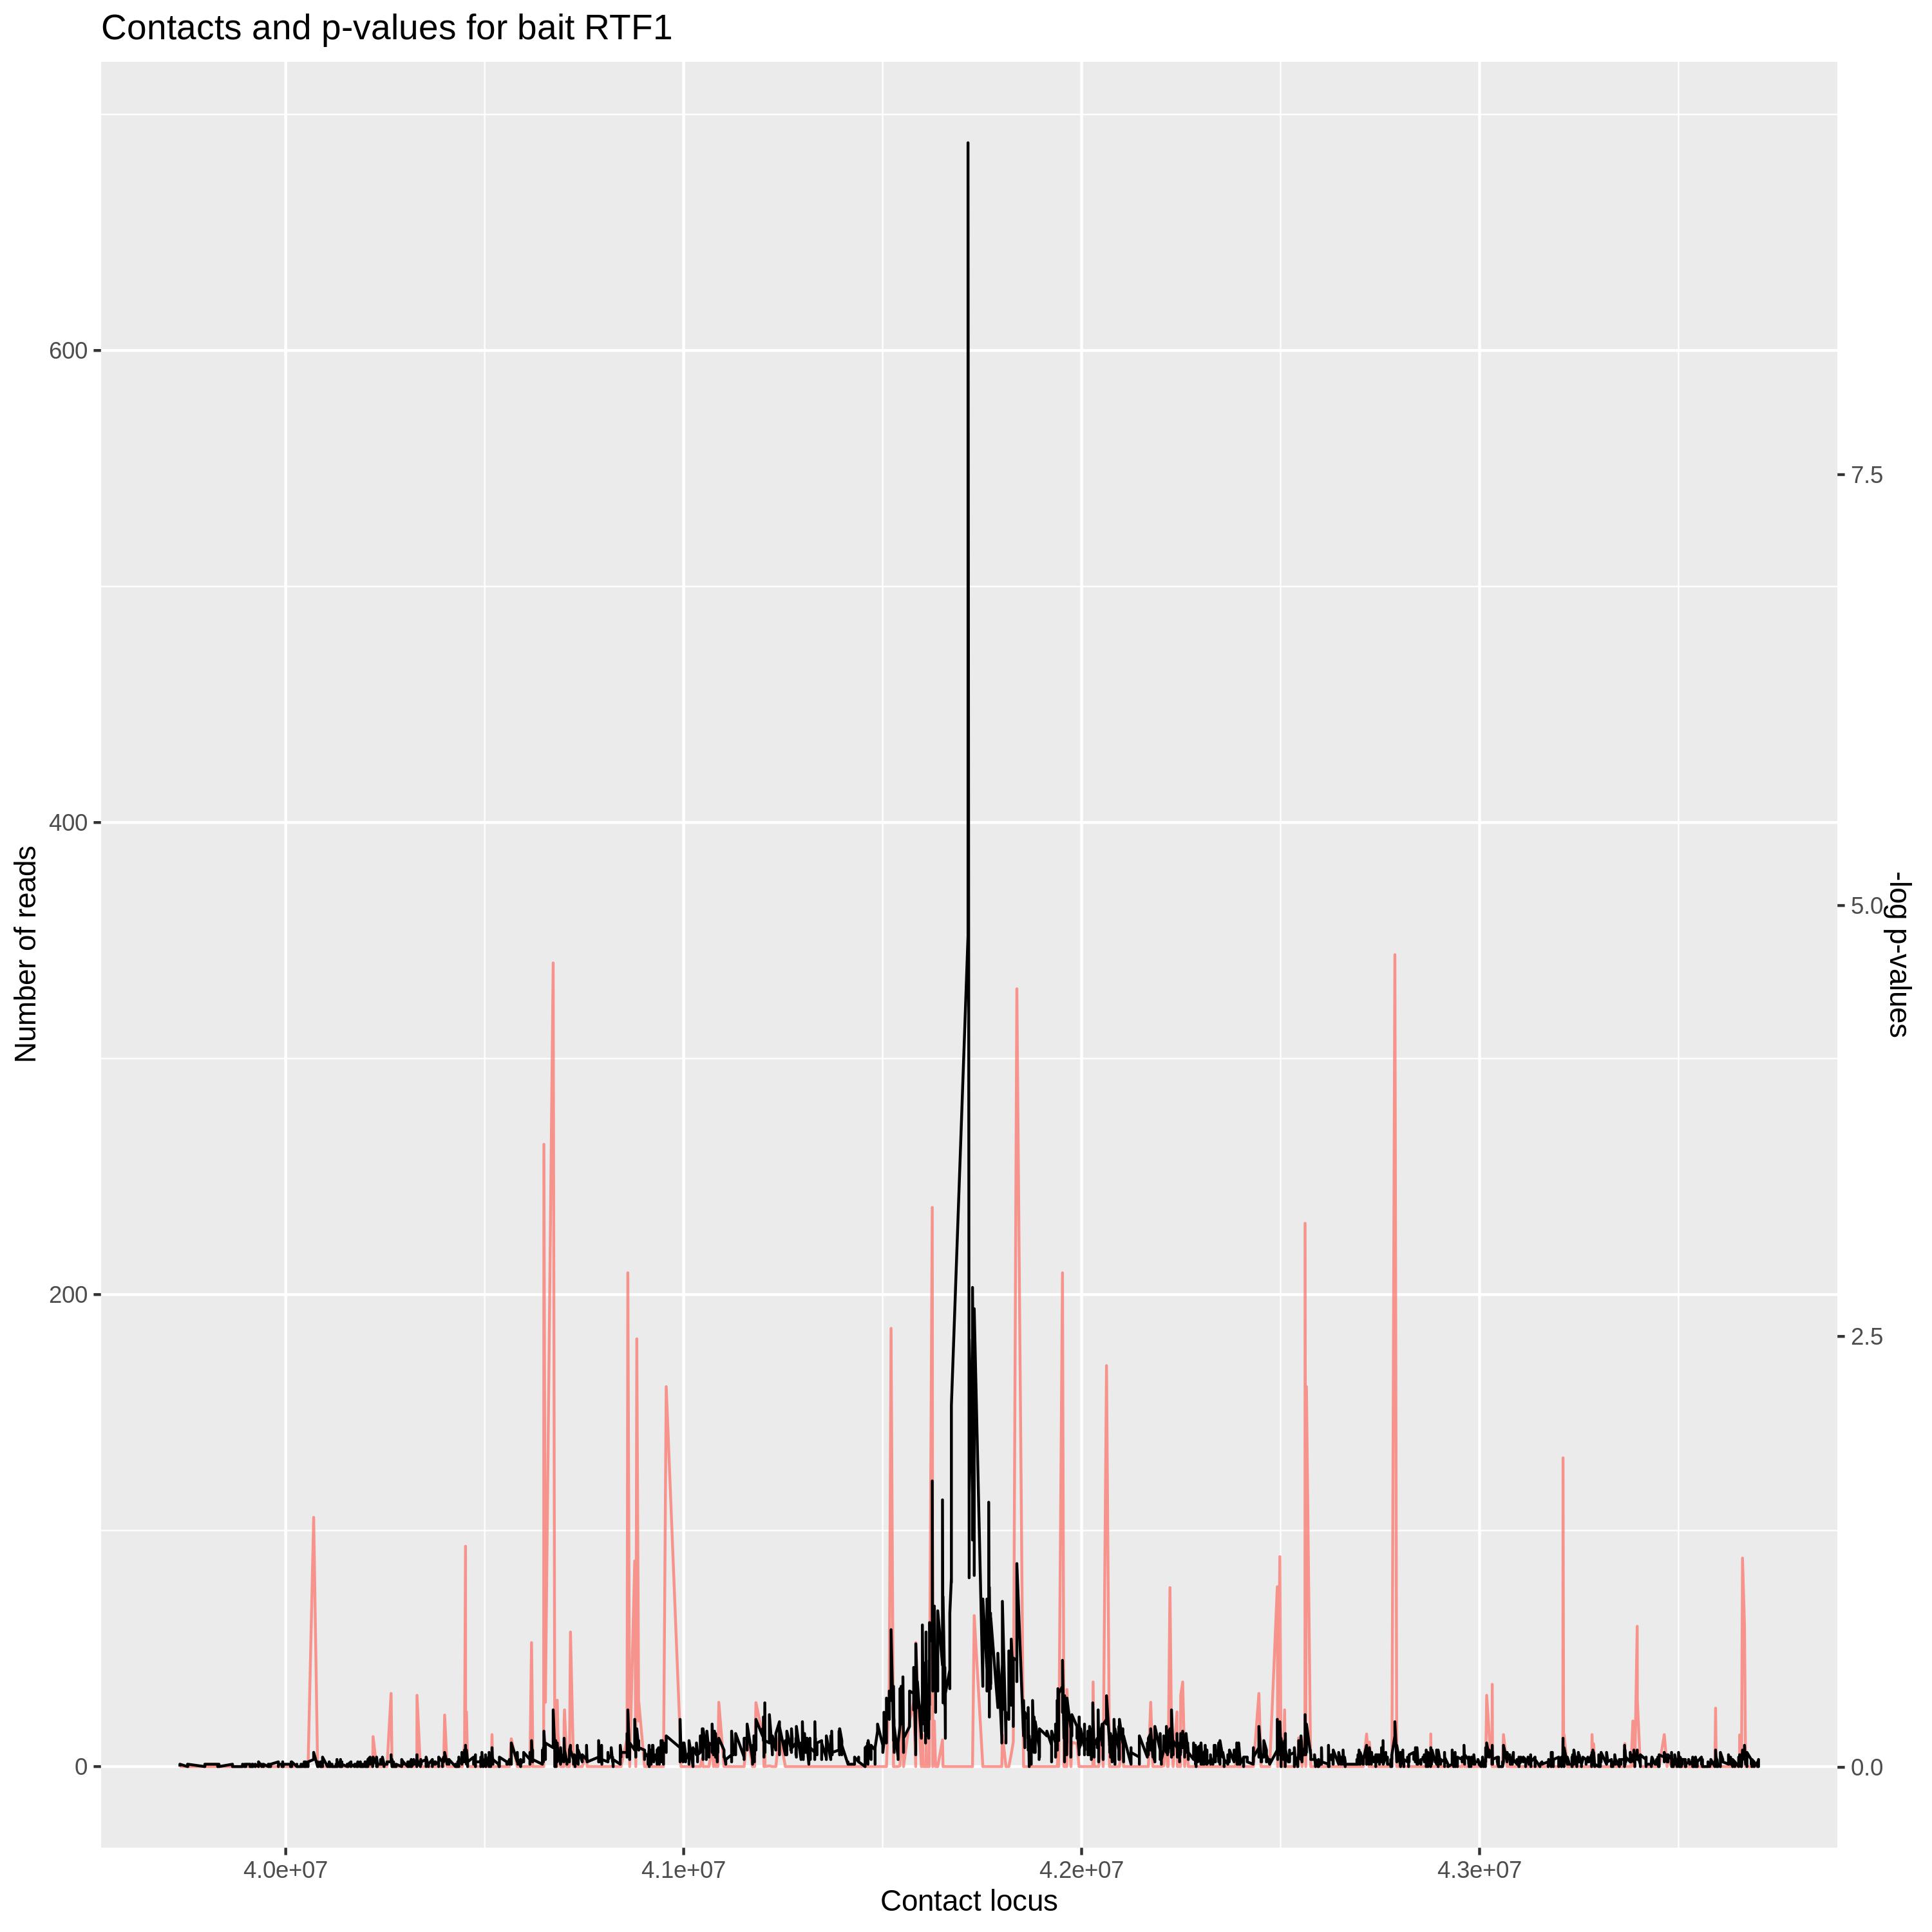 Contacts and p-values for bait RTF1
600
400
200
0
Number of reads
7.5
5.0
2.5
0.0
-log p-values
4.0e+07
4.1e+07
4.2e+07
4.3e+07
Contact locus